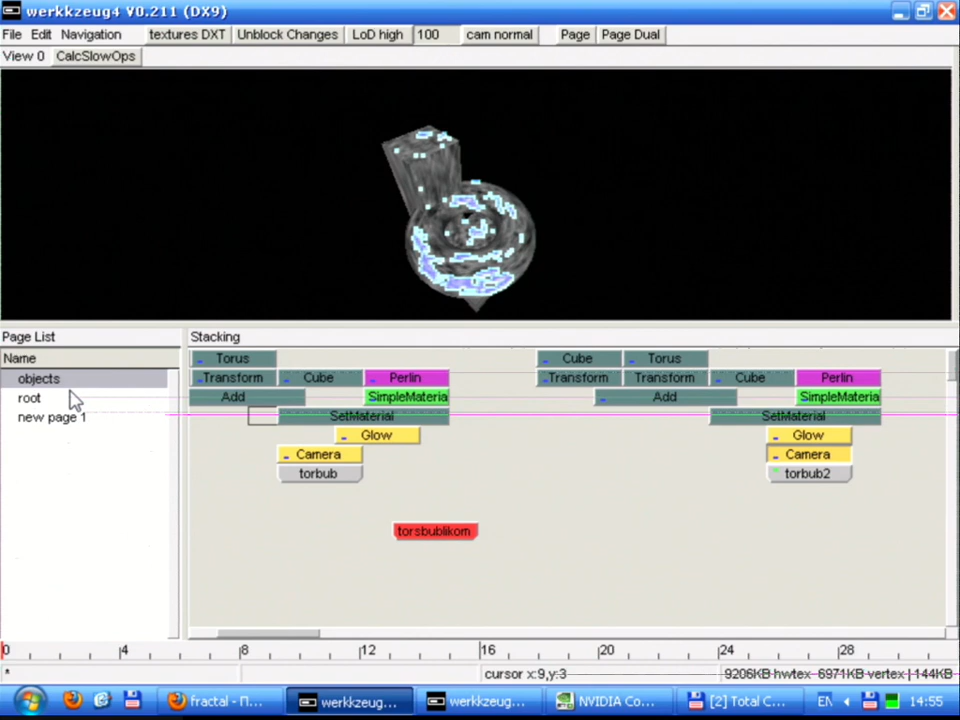 werkkzeug4 V0.211 (DX9)
File Edit Navigation textures DXT Unblock Changes LoD high 100 cam normal Page Page Dual
View 0 CalcSlowOps
Page List Stacking
Name Torus Cube Torus
objects Transform Cube Perlin Transform Transform Cube Perlin
root Add SimpleMateria Add SimpleMateria
new page 1 SetMaterial SetMaterial
Glow Glow
Camera Camera
torbub torbub2
torsbublikom
0 4 8 12 16 20 24 28
* cursor x:9,y:3 9206KB hwtex 6971KB vertex 144KB
fractal - П... werkkzeug... werkkzeug... NVIDIA Co... [2] Total C... EN 14:55